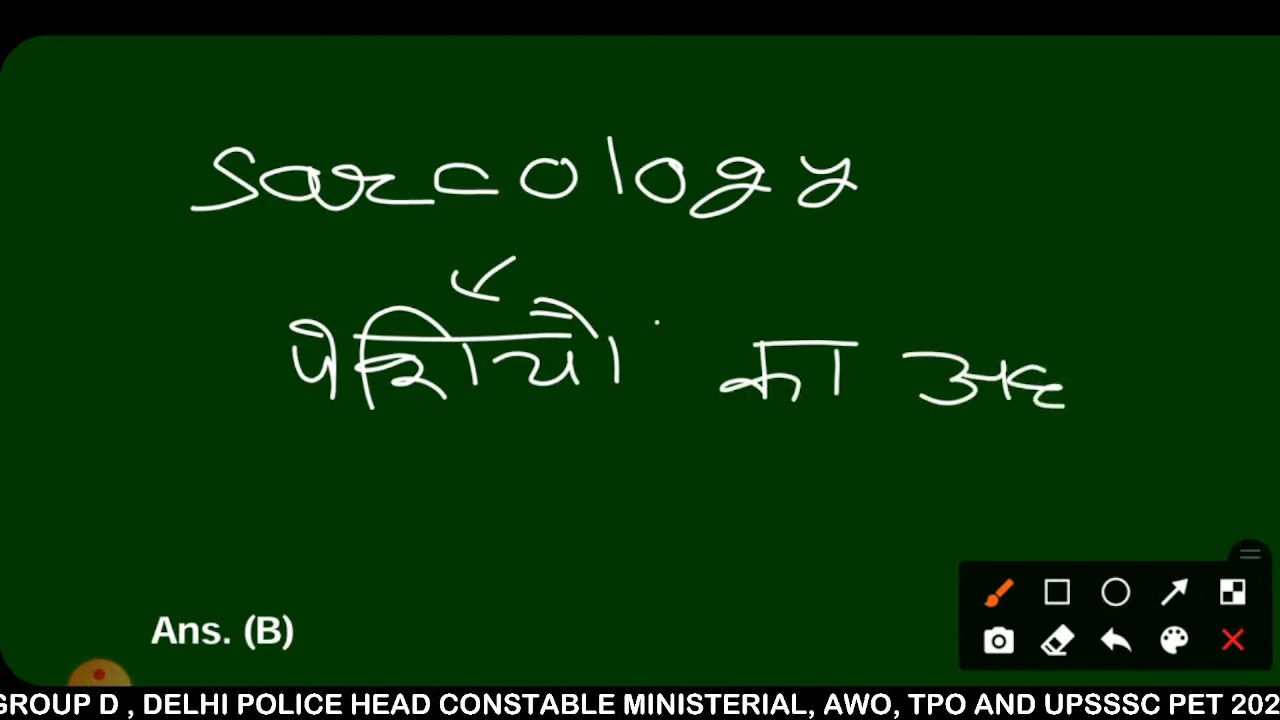 Sarcology
पेशियों का अध्य
Ans. (B)
GROUP D , DELHI POLICE HEAD CONSTABLE MINISTERIAL, AWO, TPO AND UPSSSC PET 202